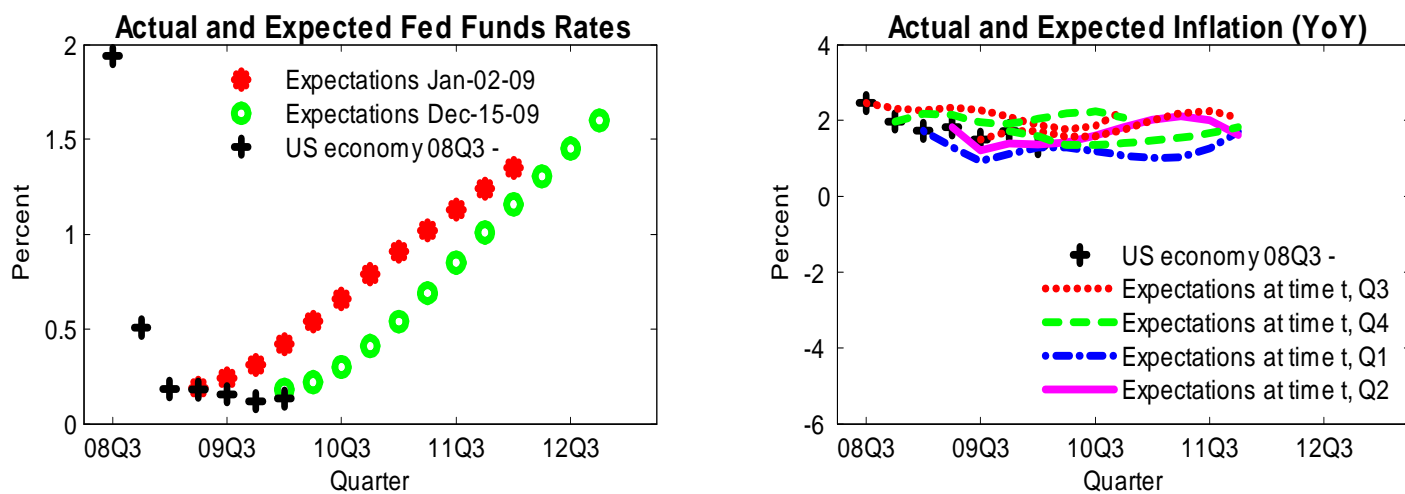 Actual and Expected Fed Funds Rates
2
1.5
1
0.5
0
Percent
Expectations Jan-02-09
Expectations Dec-15-09
US economy 08Q3 -
08Q3 09Q3 10Q3 11Q3 12Q3
Quarter
Actual and Expected Inflation (YoY)
4
2
0
-2
-4
-6
Percent
US economy 08Q3 -
Expectations at time t, Q3
Expectations at time t, Q4
Expectations at time t, Q1
Expectations at time t, Q2
08Q3 09Q3 10Q3 11Q3 12Q3
Quarter